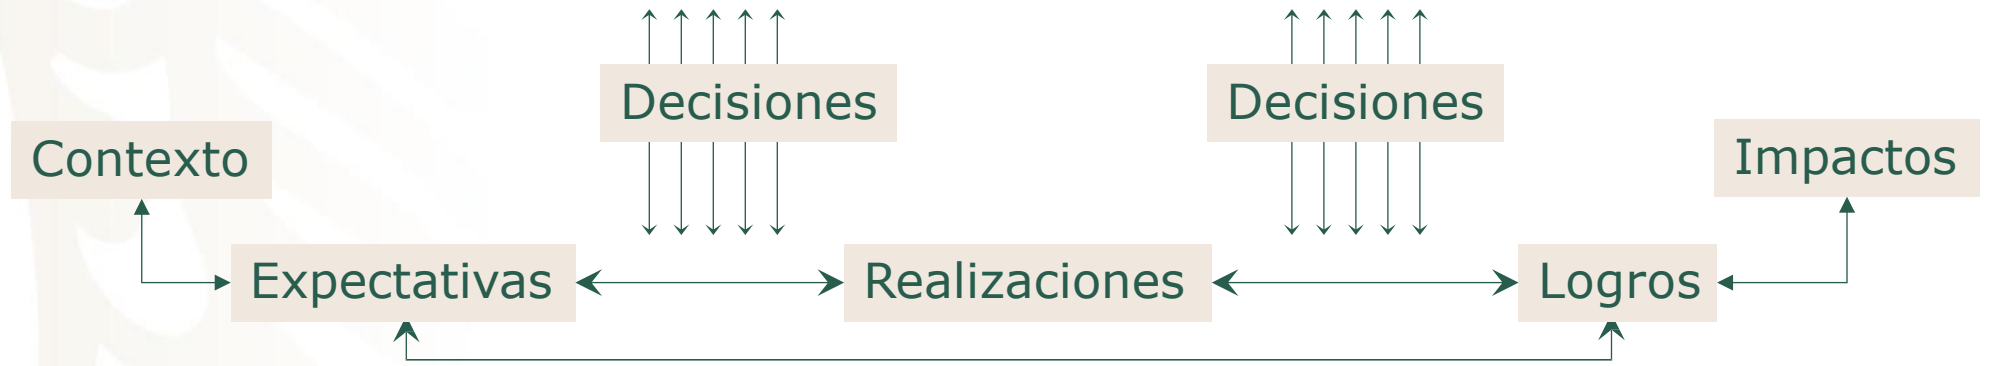 Decisiones
Decisiones
Contexto
Impactos
Expectativas
Realizaciones
Logros